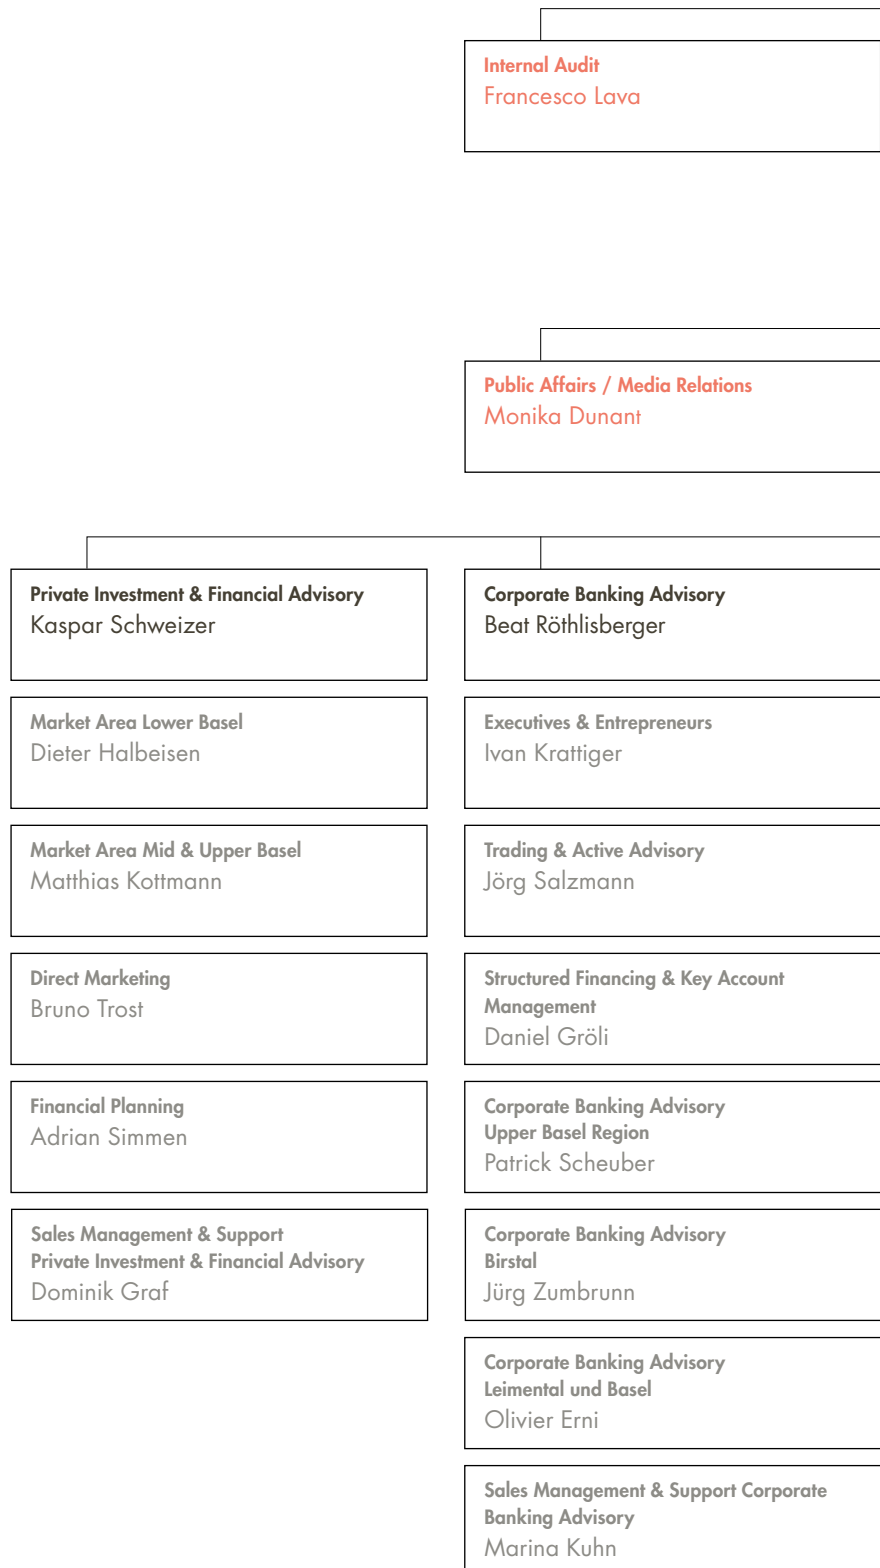 Internal Audit
Francesco Lava
Public Affairs / Media Relations
Monika Dunant
Private Investment & Financial Advisory
Kaspar Schweizer
Market Area Lower Basel
Dieter Halbeisen
Market Area Mid & Upper Basel
Matthias Kottmann
Direct Marketing
Bruno Trost
Financial Planning
Adrian Simmen
Sales Management & Support
Private Investment & Financial Advisory
Dominik Graf
Corporate Banking Advisory
Beat Röthlisberger
Executives & Entrepreneurs
Ivan Krattiger
Trading & Active Advisory
Jörg Salzmann
Structured Financing & Key Account
Management
Daniel Gröli
Corporate Banking Advisory
Upper Basel Region
Patrick Scheuber
Corporate Banking Advisory
Birstal
Jürg Zumbrunn
Corporate Banking Advisory
Leimental und Basel
Olivier Erni
Sales Management & Support Corporate
Banking Advisory
Marina Kuhn